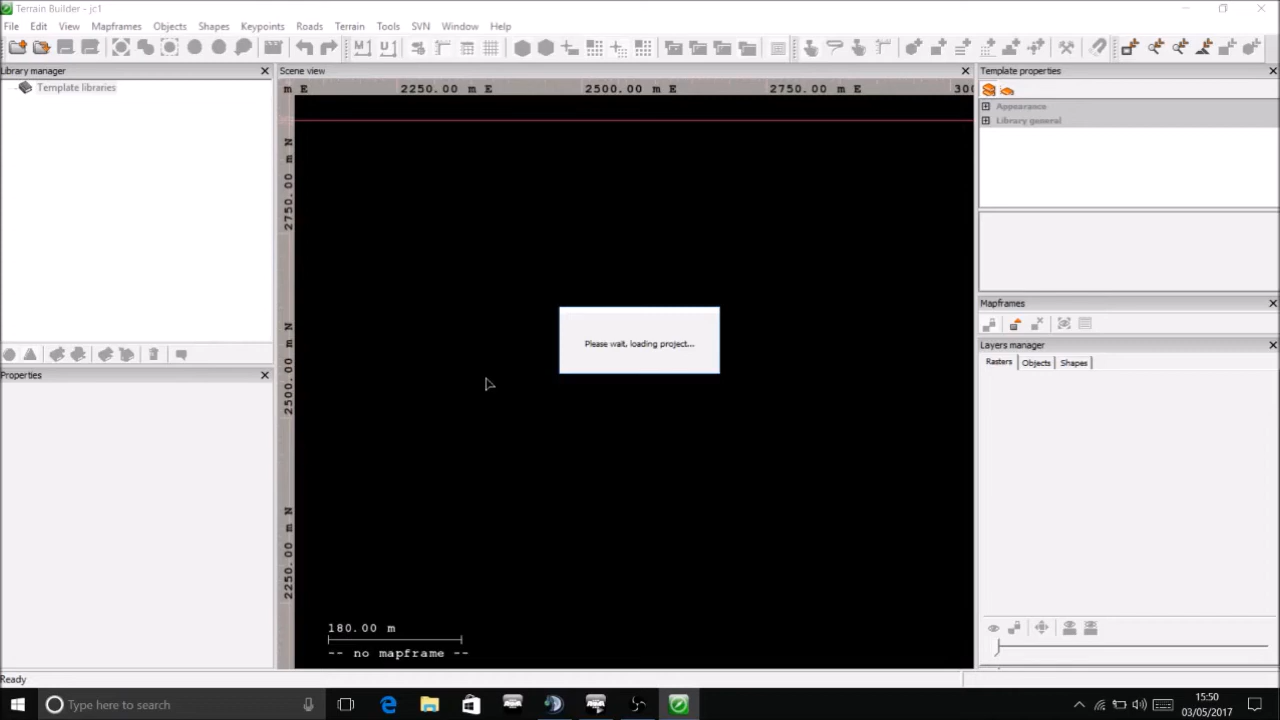 Terrain Builder - jc1
File Edit View Mapframes Objects Shapes Keypoints Roads Terrain Tools SVN Window Help
Library manager
Template libraries
Properties
Scene view
m E 2250.00 m E 2500.00 m E 2750.00 m E 300
2750.00 m N
2500.00 m N
2250.00 m N
Please wait, loading project...
180.00 m
-- no mapframe --
Template properties
Appearance
Library general
Mapframes
Layers manager
Rasters Objects Shapes
Ready
Type here to search
15:50
03/05/2017